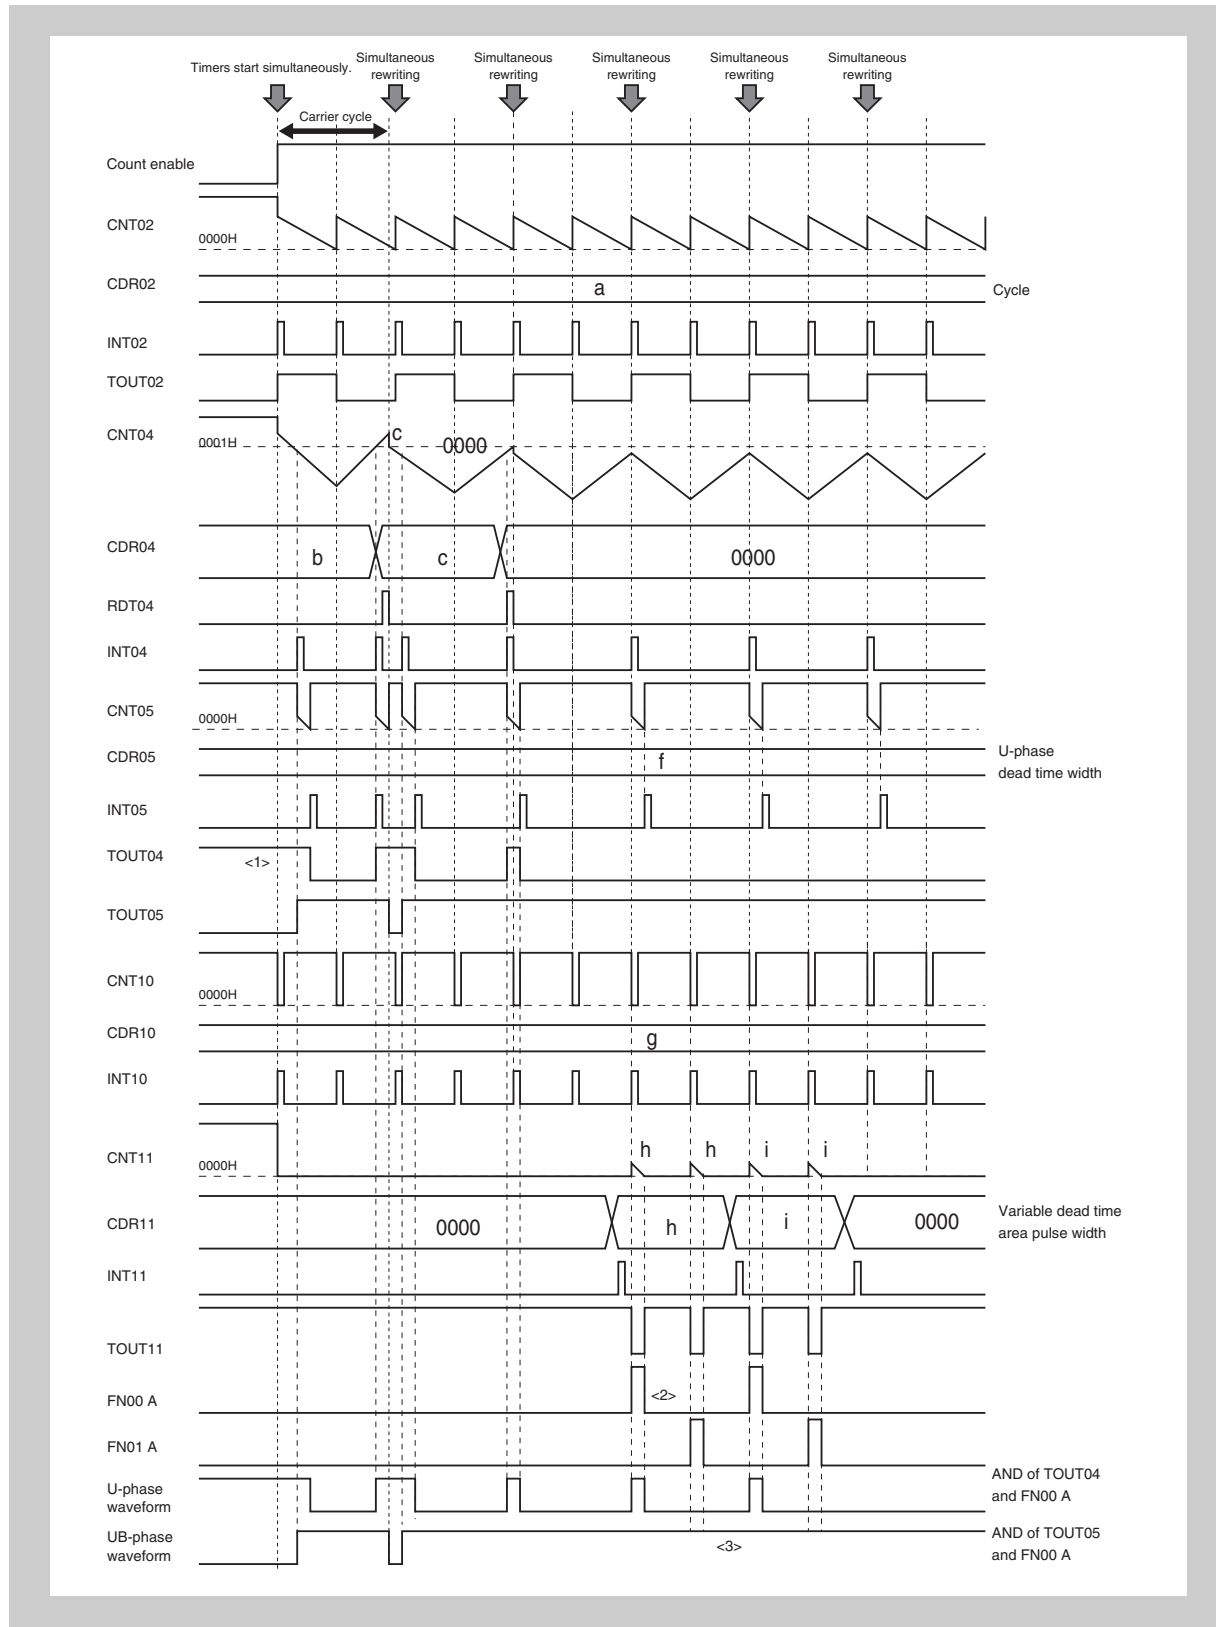 Timers start simultaneously.
Simultaneous
rewriting
Simultaneous
rewriting
Simultaneous
rewriting
Simultaneous
rewriting
Simultaneous
rewriting
Carrier cycle
Count enable
CNT02
0000H
CDR02
a
Cycle
INT02
TOUT02
CNT04
0001H
c
0000
CDR04
b
c
0000
RDT04
INT04
CNT05
0000H
CDR05
f
U-phase
dead time width
INT05
TOUT04
<1>
TOUT05
CNT10
0000H
CDR10
g
INT10
CNT11
0000H
h
h
i
i
CDR11
0000
h
i
0000
Variable dead time
area pulse width
INT11
TOUT11
FN00 A
<2>
FN01 A
U-phase
waveform
AND of TOUT04
and FN00 A
UB-phase
waveform
<3>
AND of TOUT05
and FN00 A